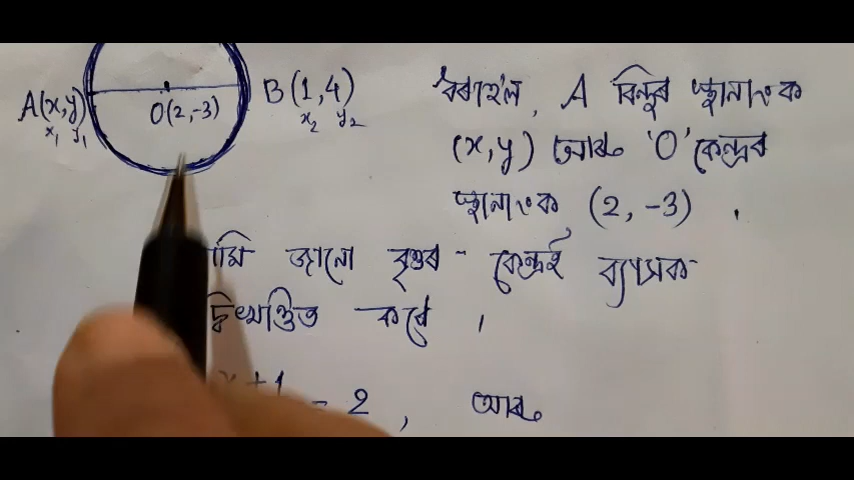 A(x,y) O(2,-3) B(1,4)
x₁ y₁ x₂ y₂
ধৰাহ'ল, A বিন্দুৰ স্থানাংক
(x,y) আৰু 'O' কেন্দ্ৰৰ
স্থানাংক (2,-3) .
জানো বৃত্তৰ কেন্দ্ৰই ব্যাসক
দ্বিখণ্ডিত কৰে ।
= 2 , আৰু